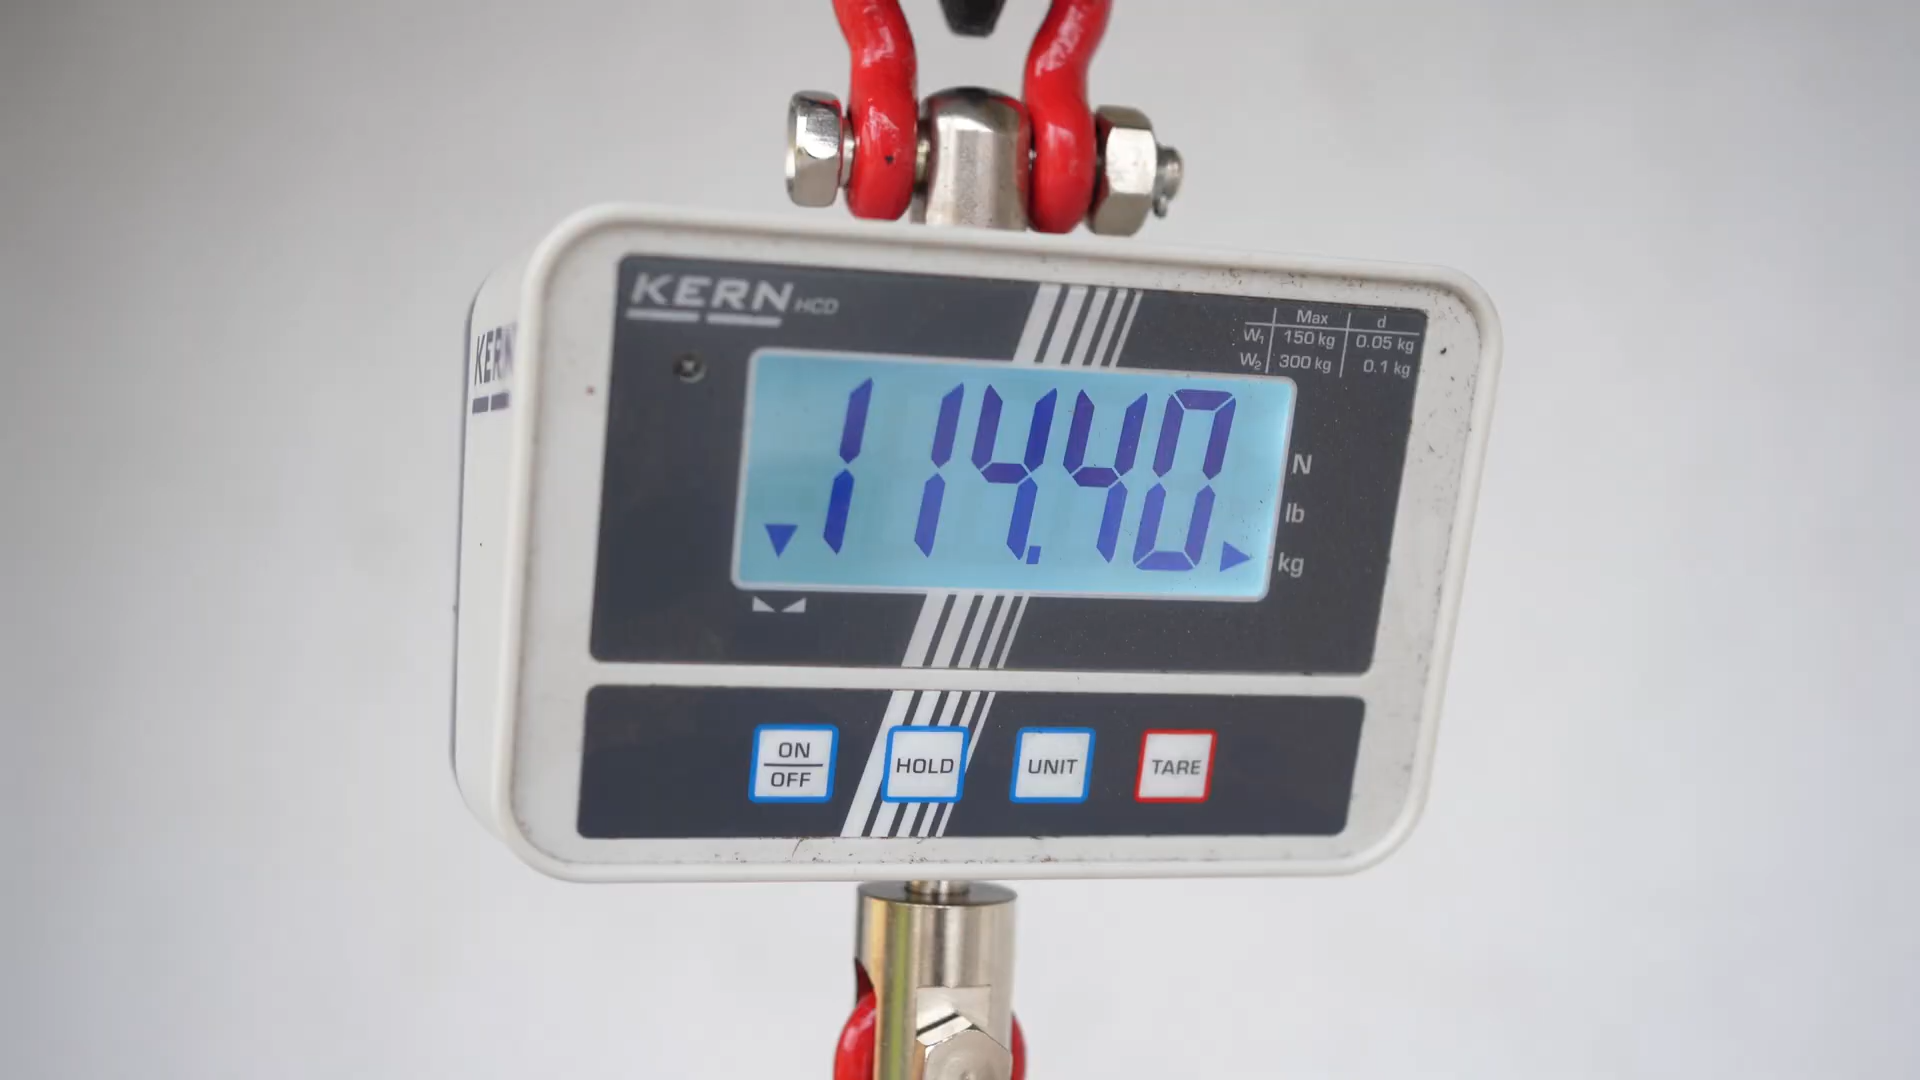 KERN HCD
Max d
W1 150 kg 0.05 kg
W2 300 kg 0.1 kg
KERN
114.40
N
lb
kg
ON
OFF
HOLD
UNIT
TARE